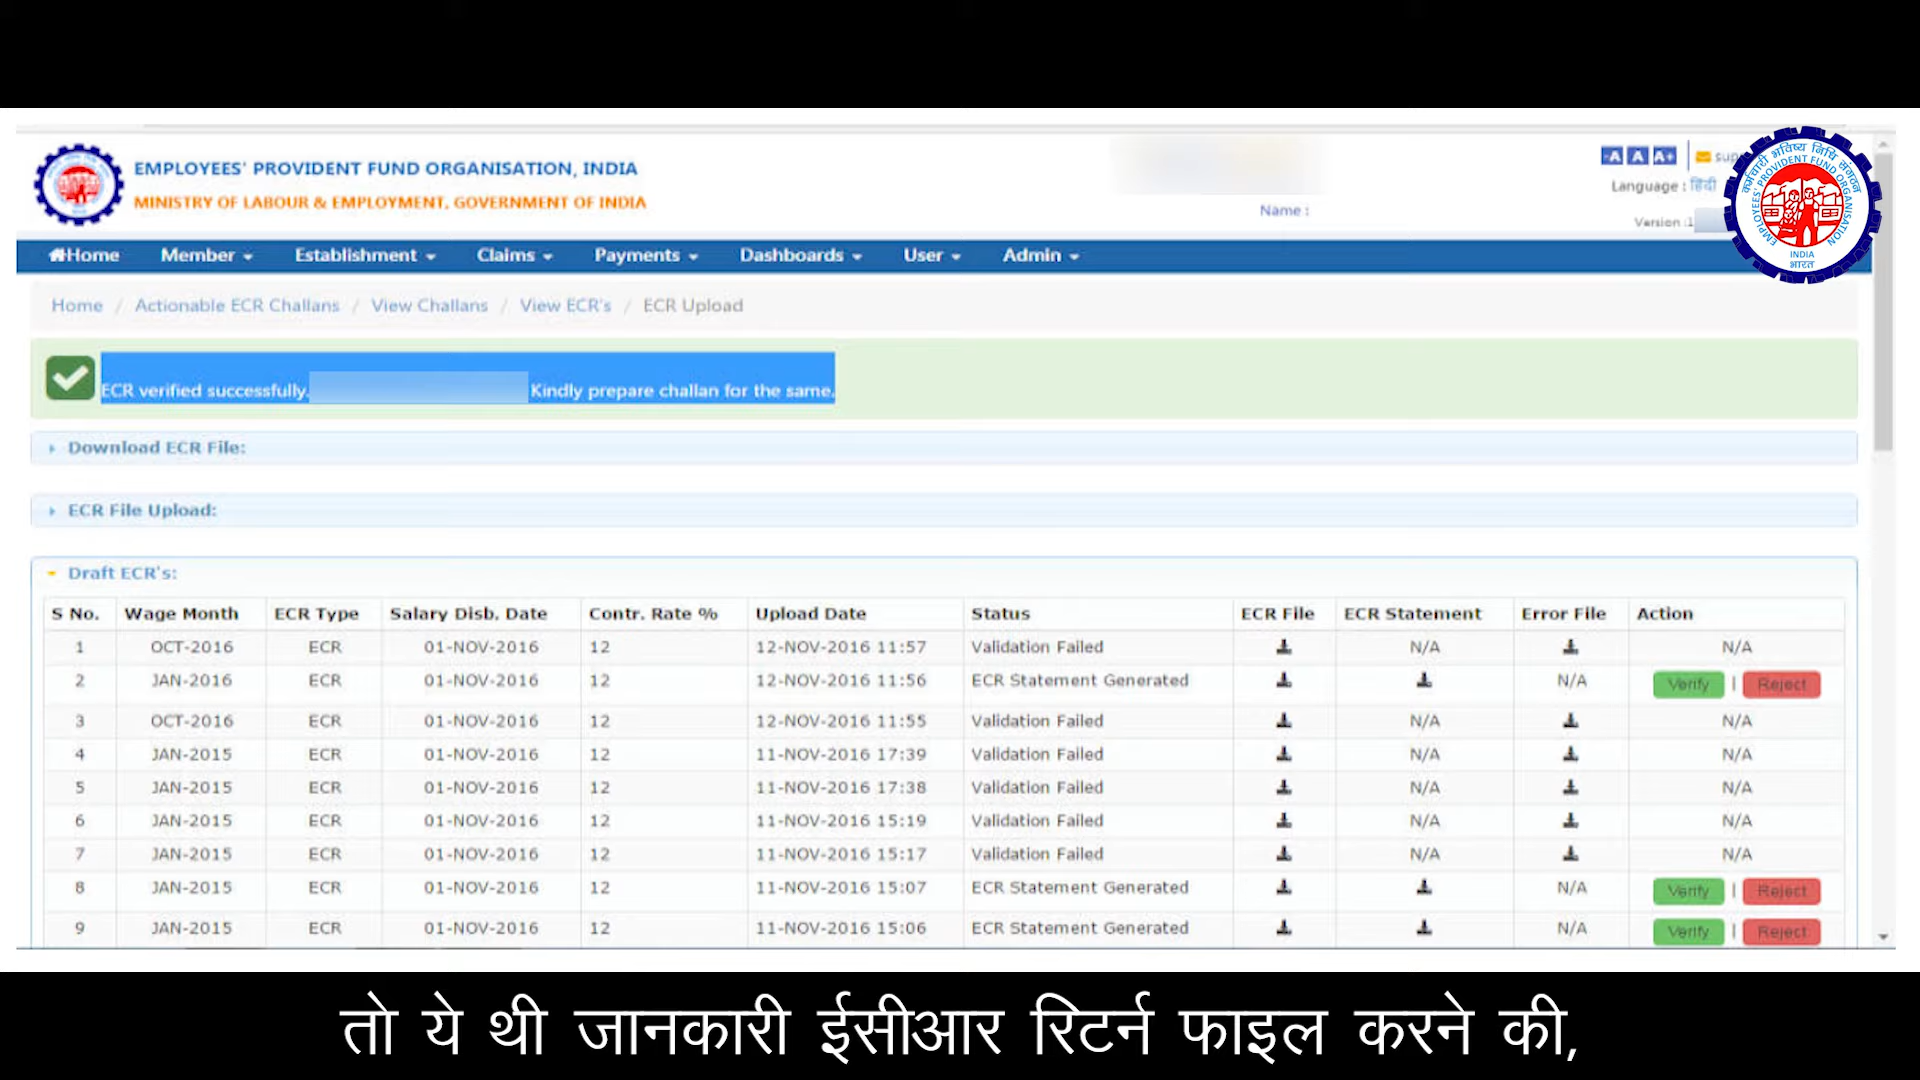 EMPLOYEES' PROVIDENT FUND ORGANISATION, INDIA
MINISTRY OF LABOUR & EMPLOYMENT, GOVERNMENT OF INDIA
-A A A+
Language : हिंदी
Name :
Version :1
कर्मचारी भविष्य निधि संगठन
EMPLOYEES' PROVIDENT FUND ORGANISATION
INDIA
भारत
Home Member Establishment Claims Payments Dashboards User Admin
Home / Actionable ECR Challans / View Challans / View ECR's / ECR Upload
ECR verified successfully. Kindly prepare challan for the same.
Download ECR File:
ECR File Upload:
Draft ECR's:
S No. Wage Month ECR Type Salary Disb. Date Contr. Rate % Upload Date Status ECR File ECR Statement Error File Action
1 OCT-2016 ECR 01-NOV-2016 12 12-NOV-2016 11:57 Validation Failed N/A N/A
2 JAN-2016 ECR 01-NOV-2016 12 12-NOV-2016 11:56 ECR Statement Generated N/A Verify | Reject
3 OCT-2016 ECR 01-NOV-2016 12 12-NOV-2016 11:55 Validation Failed N/A N/A
4 JAN-2015 ECR 01-NOV-2016 12 11-NOV-2016 17:39 Validation Failed N/A N/A
5 JAN-2015 ECR 01-NOV-2016 12 11-NOV-2016 17:38 Validation Failed N/A N/A
6 JAN-2015 ECR 01-NOV-2016 12 11-NOV-2016 15:19 Validation Failed N/A N/A
7 JAN-2015 ECR 01-NOV-2016 12 11-NOV-2016 15:17 Validation Failed N/A N/A
8 JAN-2015 ECR 01-NOV-2016 12 11-NOV-2016 15:07 ECR Statement Generated N/A Verify | Reject
9 JAN-2015 ECR 01-NOV-2016 12 11-NOV-2016 15:06 ECR Statement Generated N/A Verify | Reject
तो ये थी जानकारी ईसीआर रिटर्न फाइल करने की,